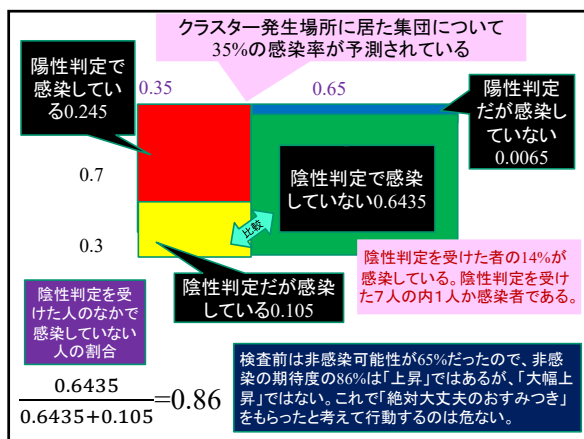 クラスター発生場所に居た集団について
35%の感染率が予測されている
陽性判定で
感染してい
る0.245
0.35
0.65
陽性判定
だが感染し
ていない
0.0065
0.7
陰性判定で感染
していない0.6435
比較
0.3
陰性判定だが感染
している0.105
陰性判定を受けた者の14%が
感染している。陰性判定を受け
た7人の内1人か感染者である。
陰性判定を受
けた人のなかで
感染していない
人の割合
0.6435
0.6435+0.105
=0.86
検査前は非感染可能性が65%だったので、非感
染の期待度の86%は「上昇」ではあるが、「大幅上
昇」ではない。これで「絶対大丈夫のおすみつき」
をもらったと考えて行動するのは危ない。